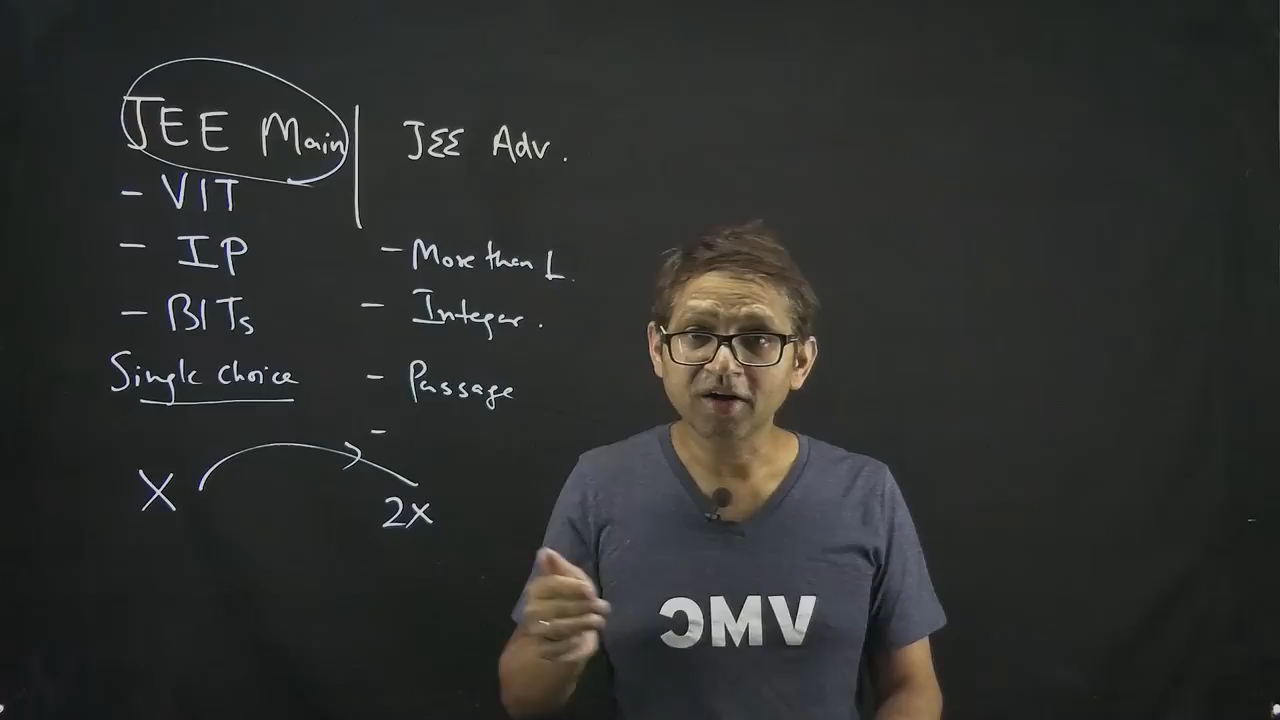 JEE Main
- VIT
- IP
- BITs
Single choice
X
JEE Adv.
- More than 1.
- Integer.
- Passage
-
2x
VMC